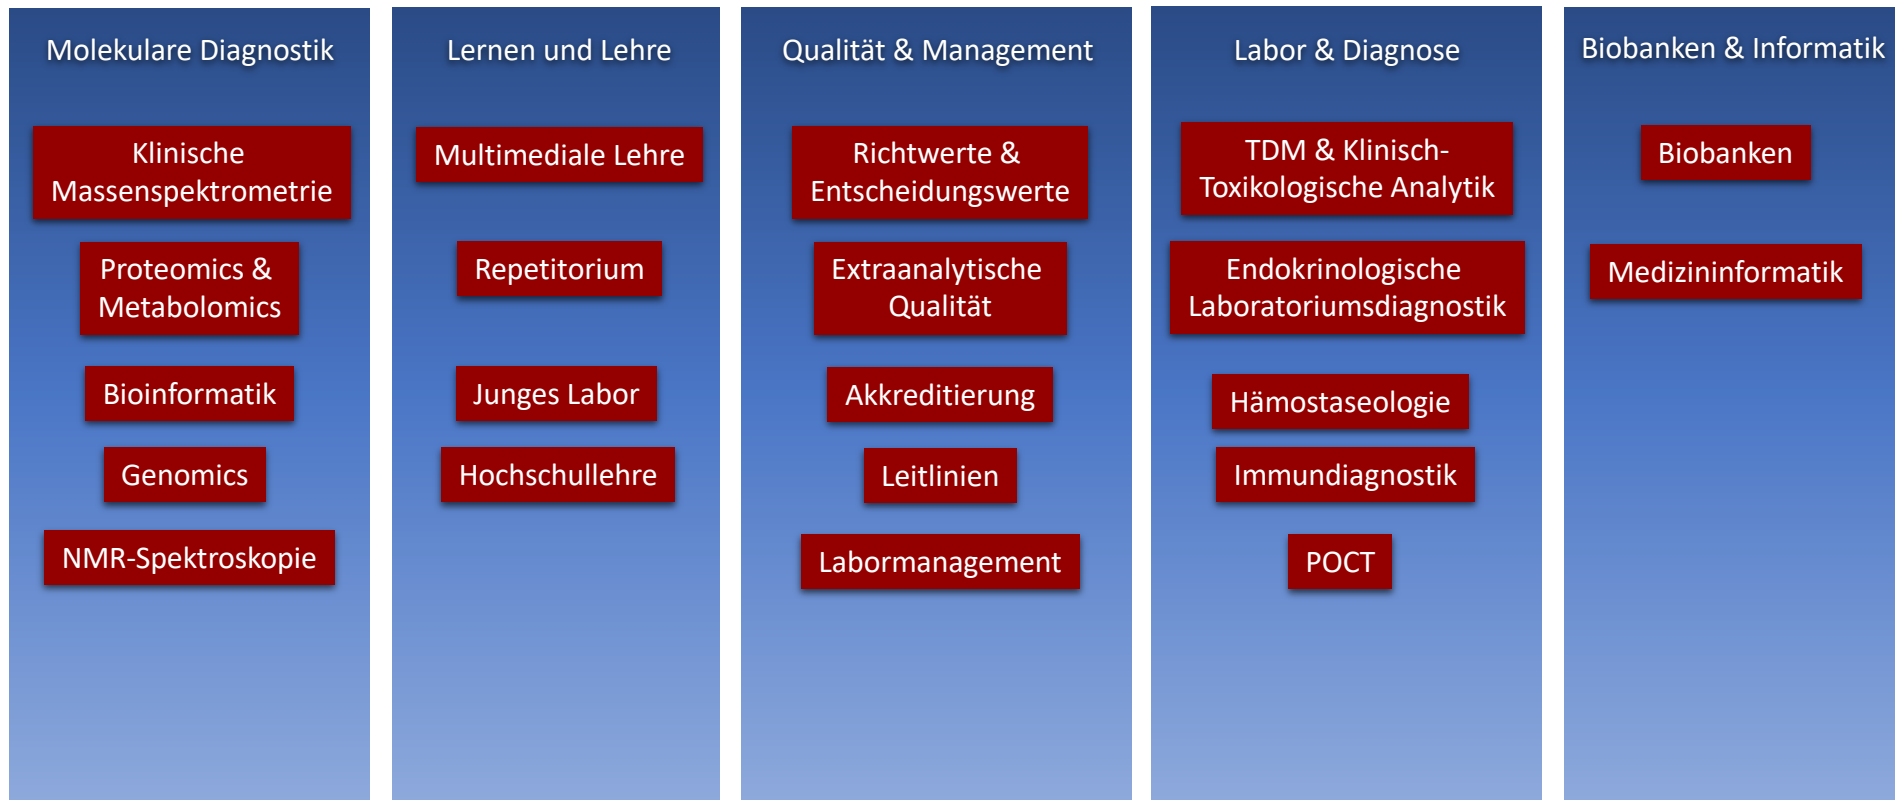 Molekulare Diagnostik
Klinische
Massenspektrometrie
Proteomics &
Metabolomics
Bioinformatik
Genomics
NMR-Spektroskopie
Lernen und Lehre
Multimediale Lehre
Repetitorium
Junges Labor
Hochschullehre
Qualität & Management
Richtwerte &
Entscheidungswerte
Extraanalytische
Qualität
Akkreditierung
Leitlinien
Labormanagement
Labor & Diagnose
TDM & Klinisch-
Toxikologische Analytik
Endokrinologische
Laboratoriumsdiagnostik
Hämostaseologie
Immundiagnostik
POCT
Biobanken & Informatik
Biobanken
Medizininformatik